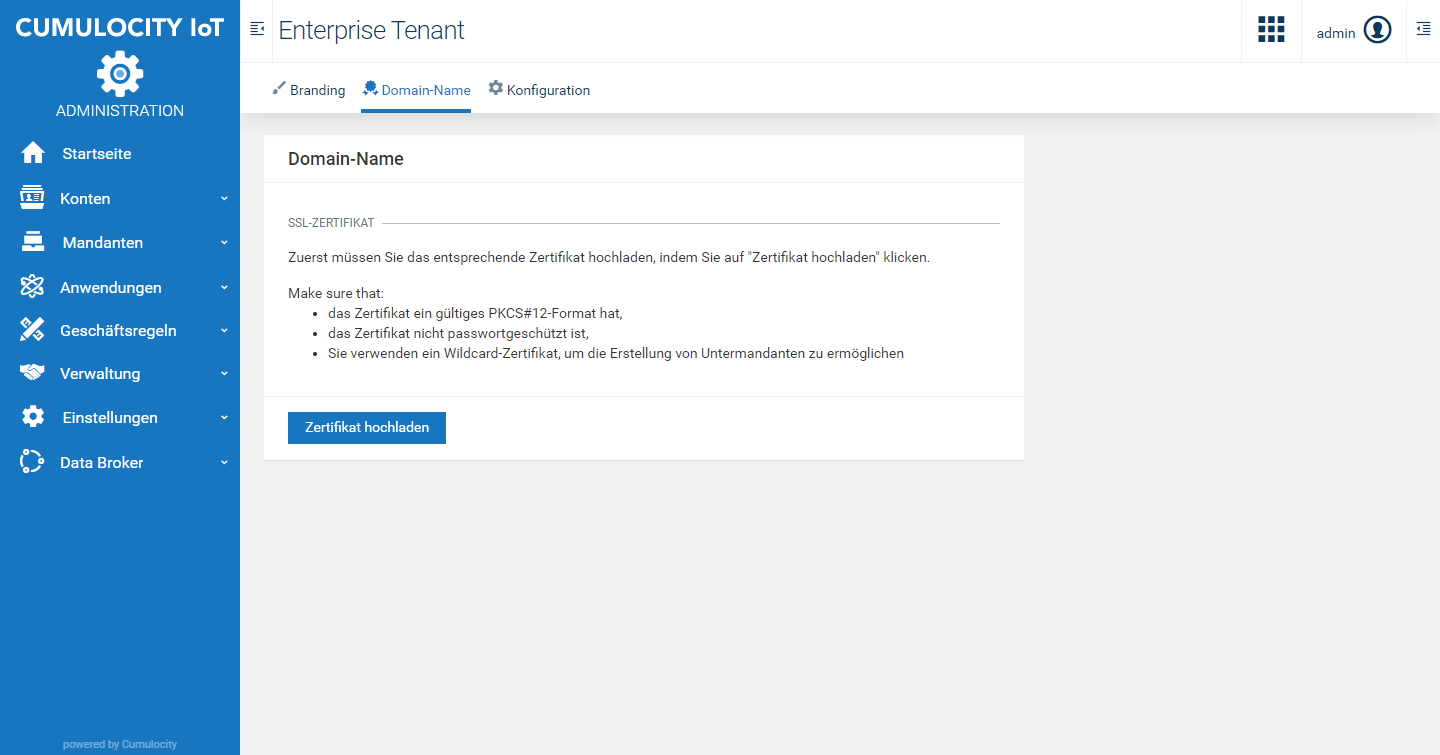 CUMULOCITY IoT
ADMINISTRATION
Startseite
Konten
Mandanten
Anwendungen
Geschäftsregeln
Verwaltung
Einstellungen
Data Broker
powered by Cumulocity
Enterprise Tenant
admin
Branding
Domain-Name
Konfiguration
Domain-Name
SSL-ZERTIFIKAT
Zuerst müssen Sie das entsprechende Zertifikat hochladen, indem Sie auf "Zertifikat hochladen" klicken.
Make sure that:
• das Zertifikat ein gültiges PKCS#12-Format hat,
• das Zertifikat nicht passwortgeschützt ist,
• Sie verwenden ein Wildcard-Zertifikat, um die Erstellung von Untermandanten zu ermöglichen
Zertifikat hochladen